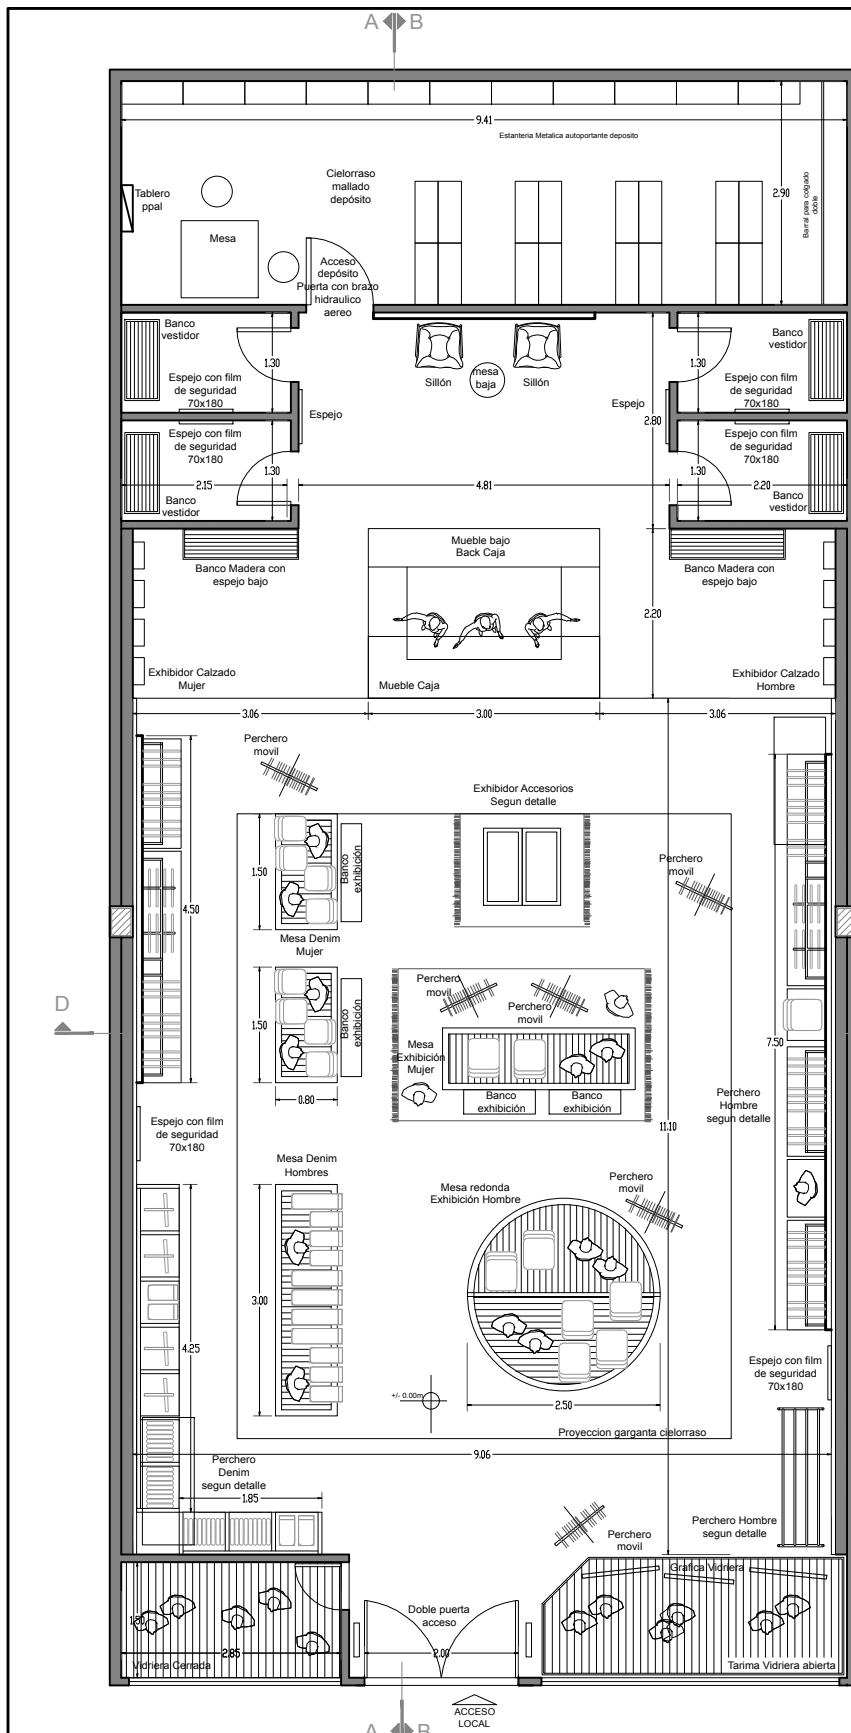 A B
9.41
Estanteria Metalica autoportante deposito
2.90
Barral para colgado
doble
Tablero
ppal
Cielorraso
mallado
depósito
Mesa
Acceso
depósito
Puerta con brazo
hidraulico
aereo
Banco
vestidor
1.30
Espejo con film
de seguridad
70x180
Sillón
mesa
baja
Sillón
Banco
vestidor
1.30
Espejo con film
de seguridad
70x180
Espejo
Espejo
2.80
Espejo con film
de seguridad
70x180
1.30
2.15
Banco
vestidor
4.81
Espejo con film
de seguridad
70x180
1.30
2.20
Banco
vestidor
Mueble bajo
Back Caja
Banco Madera con
espejo bajo
Banco Madera con
espejo bajo
2.20
Exhibidor Calzado
Mujer
Mueble Caja
Exhibidor Calzado
Hombre
3.06
3.00
3.06
Perchero
movil
Exhibidor Accesorios
Segun detalle
1.50
Banco
exhibición
Perchero
movil
4.50
Mesa Denim
Mujer
D
1.50
Banco
exhibición
Perchero
movil
Perchero
movil
Mesa
Exhibición
Mujer
7.50
0.80
Banco
exhibición
Banco
exhibición
Perchero
Hombre
segun detalle
Espejo con film
de seguridad
70x180
11.10
Mesa Denim
Hombres
Mesa redonda
Exhibición Hombre
Perchero
movil
3.00
4.25
Espejo con film
de seguridad
70x180
+/- 0.00m
2.50
Proyeccion garganta cielorraso
9.06
Perchero
Denim
segun detalle
1.85
Perchero
movil
Perchero Hombre
segun detalle
Grafica Vidriera
1.50
Doble puerta
acceso
2.85
2.00
Vidriera Cerrada
Tarima Vidriera abierta
ACCESO
LOCAL
A B